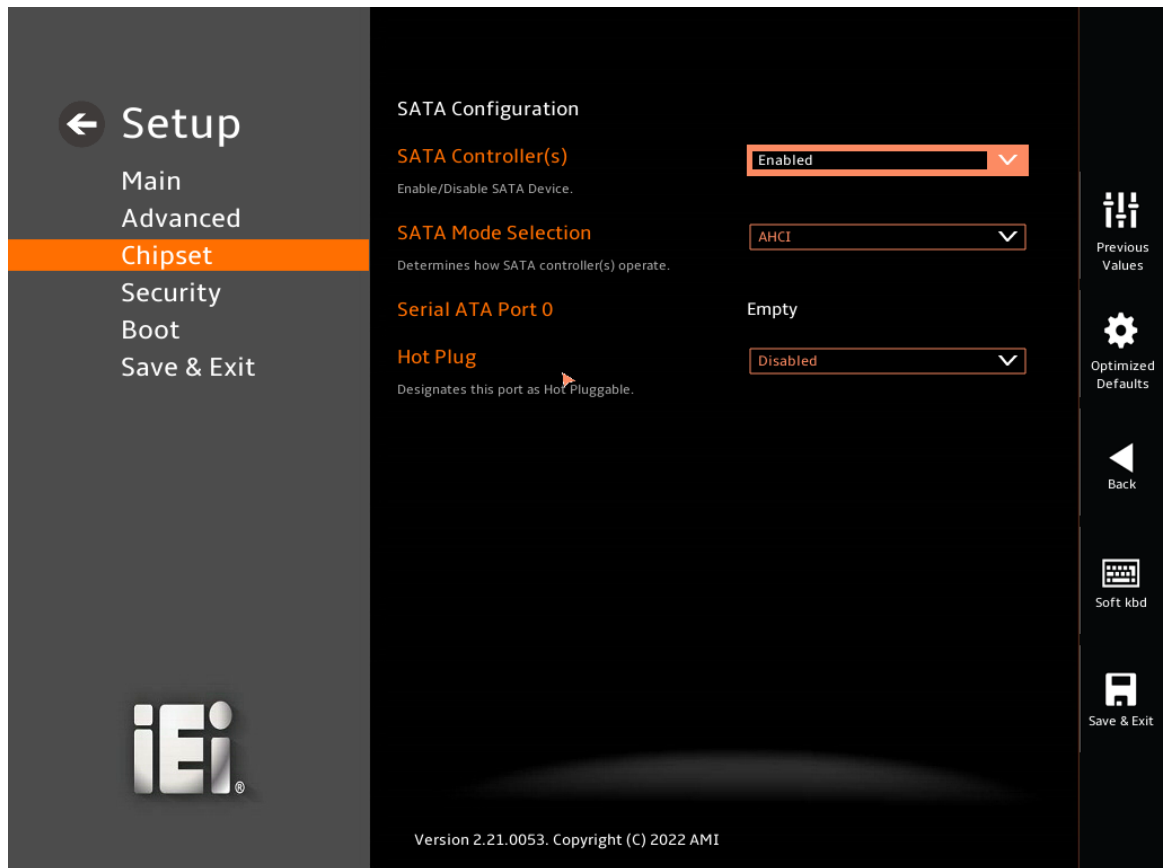 Setup
Main
Advanced
Chipset
Security
Boot
Save & Exit
SATA Configuration
SATA Controller(s)
Enabled
Enable/Disable SATA Device.
SATA Mode Selection
AHCI
Determines how SATA controller(s) operate.
Serial ATA Port 0
Empty
Hot Plug
Disabled
Designates this port as Hot Pluggable.
Previous
Values
Optimized
Defaults
Back
Soft kbd
Save & Exit
iEi®
Version 2.21.0053. Copyright (C) 2022 AMI